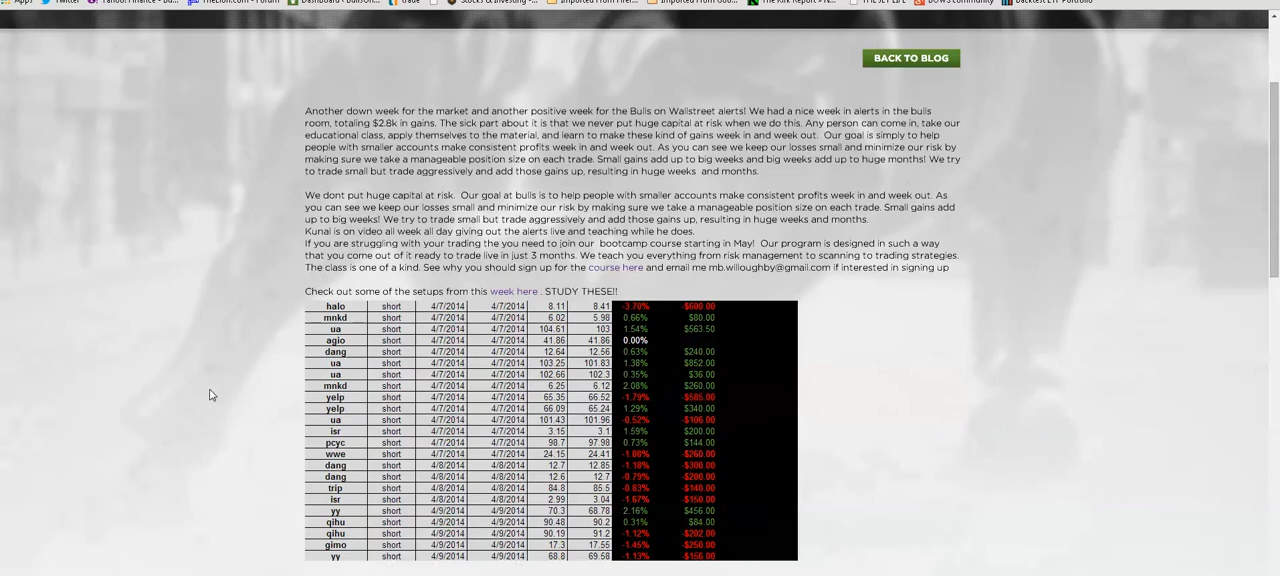 Apps Twitter Yahoo! Finance - Bu... TheLion.com - Forum Dashboard ‹ BullsOn... trade Stocks & Investing -... Imported From Firef... Imported From Goo... The Kirk Report » N... THE JET LIFE BOWS Community Backtest ETF Portfolio
BACK TO BLOG
Another down week for the market and another positive week for the Bulls on Wallstreet alerts! We had a nice week in alerts in the bulls
room, totaling $2.8k in gains. The sick part about it is that we never put huge capital at risk when we do this. Any person can come in, take our
educational class, apply themselves to the material, and learn to make these kind of gains week in and week out. Our goal is simply to help
people with smaller accounts make consistent profits week in and week out. As you can see we keep our losses small and minimize our risk by
making sure we take a manageable position size on each trade. Small gains add up to big weeks and big weeks add up to huge months! We try
to trade small but trade aggressively and add those gains up, resulting in huge weeks and months.
We dont put huge capital at risk. Our goal at bulls is to help people with smaller accounts make consistent profits week in and week out. As
you can see we keep our losses small and minimize our risk by making sure we take a manageable position size on each trade. Small gains add
up to big weeks! We try to trade small but trade aggressively and add those gains up, resulting in huge weeks and months.
Kunal is on video all week all day giving out the alerts live and teaching while he does.
If you are struggling with your trading the you need to join our bootcamp course starting in May! Our program is designed in such a way
that you come out of it ready to trade live in just 3 months. We teach you everything from risk management to scanning to trading strategies.
The class is one of a kind. See why you should sign up for the course here and email me mb.willoughby@gmail.com if interested in signing up
Check out some of the setups from this week here . STUDY THESE!!
halo short 4/7/2014 4/7/2014 8.11 8.41 -3.70% -$600.00
mnkd short 4/7/2014 4/7/2014 6.02 5.98 0.66% $80.00
ua short 4/7/2014 4/7/2014 104.61 103 1.54% $563.50
agio short 4/7/2014 4/7/2014 41.86 41.86 0.00%
dang short 4/7/2014 4/7/2014 12.64 12.56 0.63% $240.00
ua short 4/7/2014 4/7/2014 103.25 101.83 1.38% $852.00
ua short 4/7/2014 4/7/2014 102.66 102.3 0.35% $36.00
mnkd short 4/7/2014 4/7/2014 6.25 6.12 2.08% $260.00
yelp short 4/7/2014 4/7/2014 65.35 66.52 -1.79% -$585.00
yelp short 4/7/2014 4/7/2014 66.09 65.24 1.29% $340.00
ua short 4/7/2014 4/7/2014 101.43 101.96 -0.52% -$106.00
isr short 4/7/2014 4/7/2014 3.15 3.1 1.59% $200.00
pcyc short 4/7/2014 4/7/2014 98.7 97.98 0.73% $144.00
wwe short 4/7/2014 4/7/2014 24.15 24.41 -1.08% -$260.00
dang short 4/8/2014 4/8/2014 12.7 12.85 -1.18% -$300.00
dang short 4/8/2014 4/8/2014 12.6 12.7 -0.79% -$200.00
trip short 4/8/2014 4/8/2014 84.8 85.5 -0.83% -$140.00
isr short 4/8/2014 4/8/2014 2.99 3.04 -1.67% -$150.00
yy short 4/9/2014 4/9/2014 70.3 68.78 2.16% $456.00
qihu short 4/9/2014 4/9/2014 90.48 90.2 0.31% $84.00
qihu short 4/9/2014 4/9/2014 90.19 91.2 -1.12% -$202.00
gimo short 4/9/2014 4/9/2014 17.3 17.55 -1.45% -$250.00
yy short 4/9/2014 4/9/2014 68.8 69.58 -1.13% -$156.00